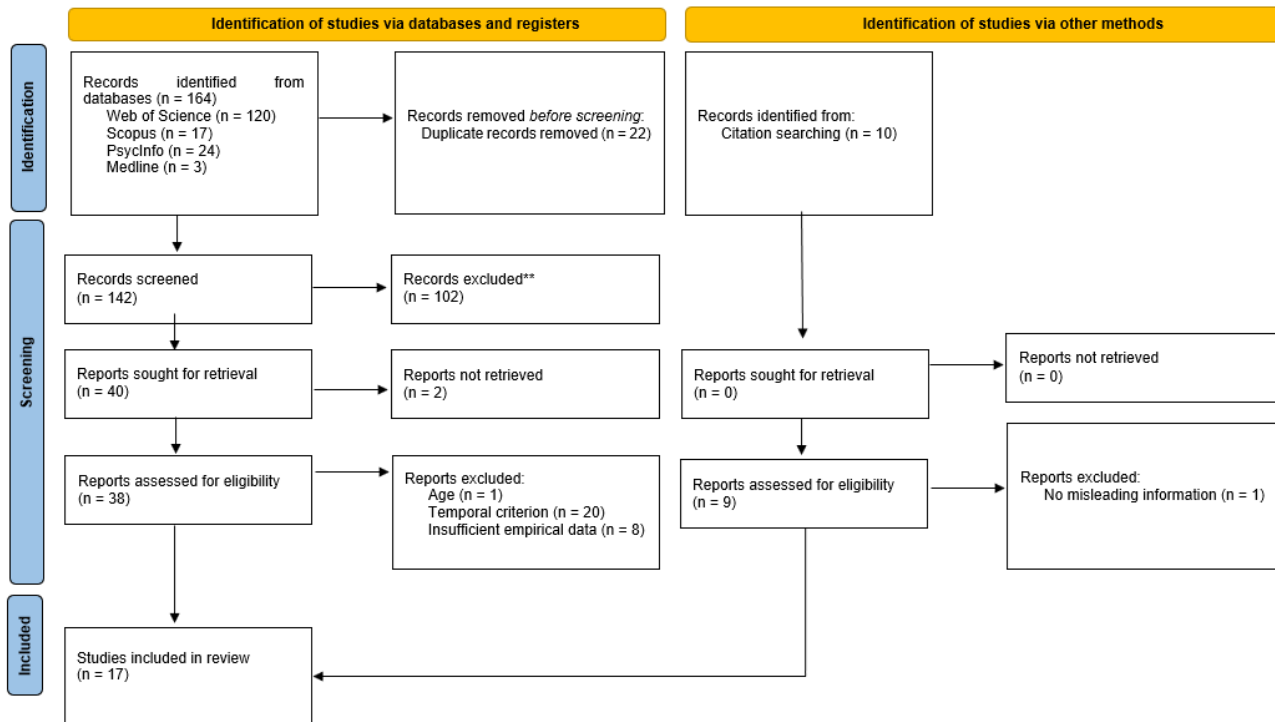 Identification of studies via databases and registers
Identification of studies via other methods
Identification
Records identified from
databases (n = 164)
Web of Science (n = 120)
Scopus (n = 17)
PsycInfo (n = 24)
Medline (n = 3)
Records removed before screening:
Duplicate records removed (n = 22)
Records identified from:
Citation searching (n = 10)
Screening
Records screened
(n = 142)
Records excluded**
(n = 102)
Reports sought for retrieval
(n = 40)
Reports not retrieved
(n = 2)
Reports sought for retrieval
(n = 0)
Reports not retrieved
(n = 0)
Reports assessed for eligibility
(n = 38)
Reports excluded:
Age (n = 1)
Temporal criterion (n = 20)
Insufficient empirical data (n = 8)
Reports assessed for eligibility
(n = 9)
Reports excluded:
No misleading information (n = 1)
Included
Studies included in review
(n = 17)